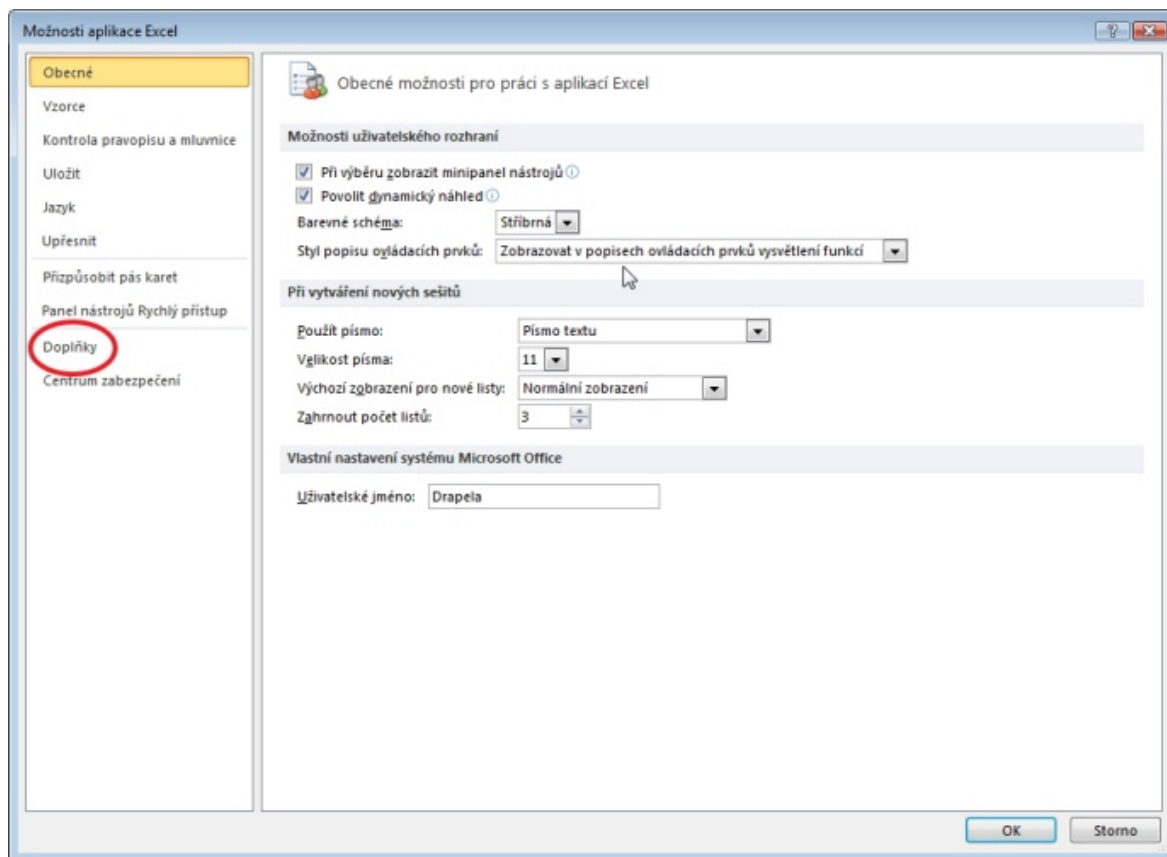 Možnosti aplikace Excel
Obecné
Vzorce
Kontrola pravopisu a mluvnice
Uložit
Jazyk
Upřesnit
Přizpůsobit pás karet
Panel nástrojů Rychlý přístup
Doplňky
Centrum zabezpečení
Obecné možnosti pro práci s aplikací Excel
Možnosti uživatelského rozhraní
Při výběru zobrazit minipanel nástrojů
Povolit dynamický náhled
Barevné schéma: Stříbrná
Styl popisu ovládacích prvků: Zobrazovat v popisech ovládacích prvků vysvětlení funkcí
Při vytváření nových sešitů
Použít písmo: Písmo textu
Velikost písma: 11
Výchozí zobrazení pro nové listy: Normální zobrazení
Zahrnout počet listů: 3
Vlastní nastavení systému Microsoft Office
Uživatelské jméno: Drapela
OK Storno